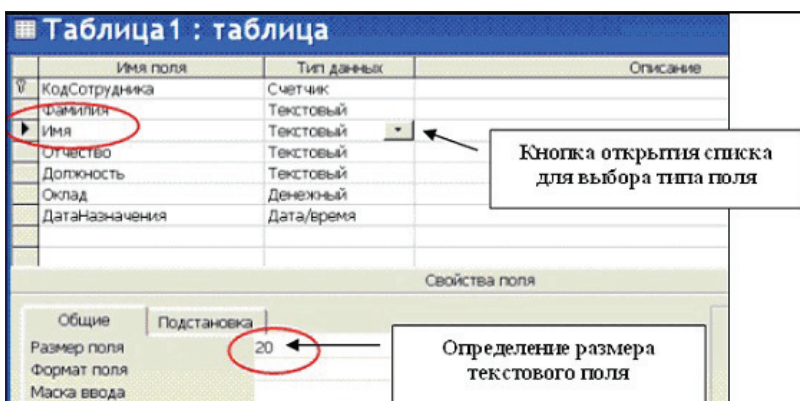 Таблица1 : таблица
Имя поля Тип данных Описание
КодСотрудника Счетчик
Фамилия Текстовый
Имя Текстовый
Отчество Текстовый
Должность Текстовый
Оклад Денежный
ДатаНазначения Дата/время
Кнопка открытия списка
для выбора типа поля
Свойства поля
Общие Подстановка
Размер поля 20
Формат поля
Маска ввода
Определение размера
текстового поля